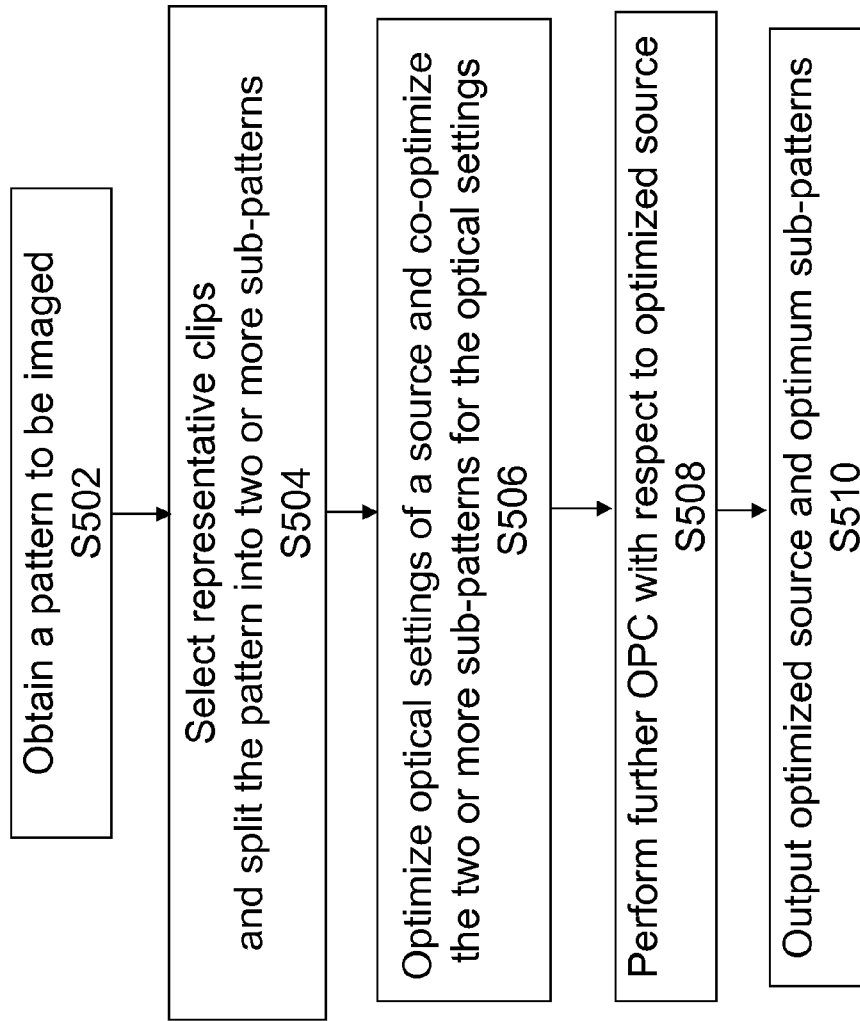 Obtain a pattern to be imaged
S502
Select representative clips
and split the pattern into two or more sub-patterns
S504
Optimize optical settings of a source and co-optimize
the two or more sub-patterns for the optical settings
S506
Perform further OPC with respect to optimized source
S508
Output optimized source and optimum sub-patterns
S510